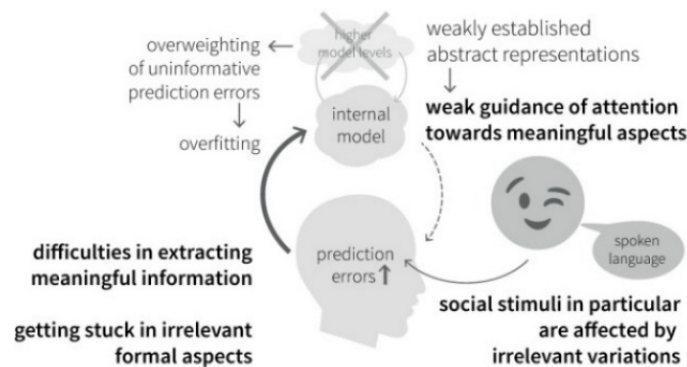 higher
model levels
overweighting
of uninformative
prediction errors
overfitting
weakly established
abstract representations
weak guidance of attention
towards meaningful aspects
internal
model
difficulties in extracting
meaningful information
getting stuck in irrelevant
formal aspects
prediction
errors
spoken
language
social stimuli in particular
are affected by
irrelevant variations